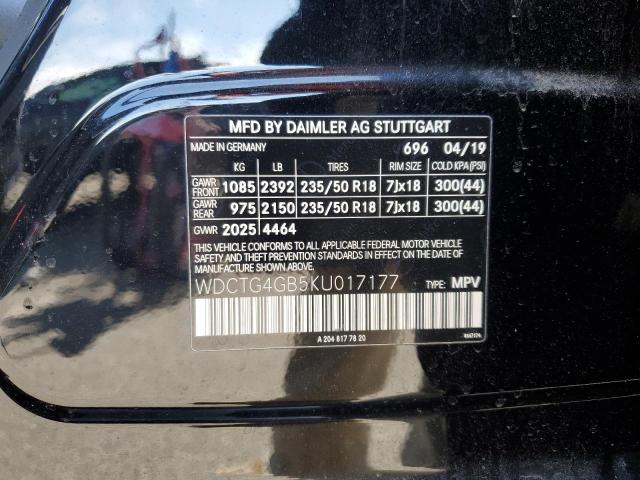 MFD BY DAIMLER AG STUTTGART
MADE IN GERMANY 696 04/19
KG LB TIRES RIM SIZE COLD KPA(PSI)
GAWR FRONT 1085 2392 235/50 R18 7Jx18 300(44)
GAWR REAR 975 2150 235/50 R18 7Jx18 300(44)
GVWR 2025 4464
THIS VEHICLE CONFORMS TO ALL APPLICABLE FEDERAL MOTOR VEHICLE
SAFETY AND THEFT PREVENTION STANDARDS IN EFFECT ON THE DATE
OF MANUFACTURE SHOWN ABOVE.
WDCTG4GB5KU017177 TYPE: MPV
A 204 817 78 20